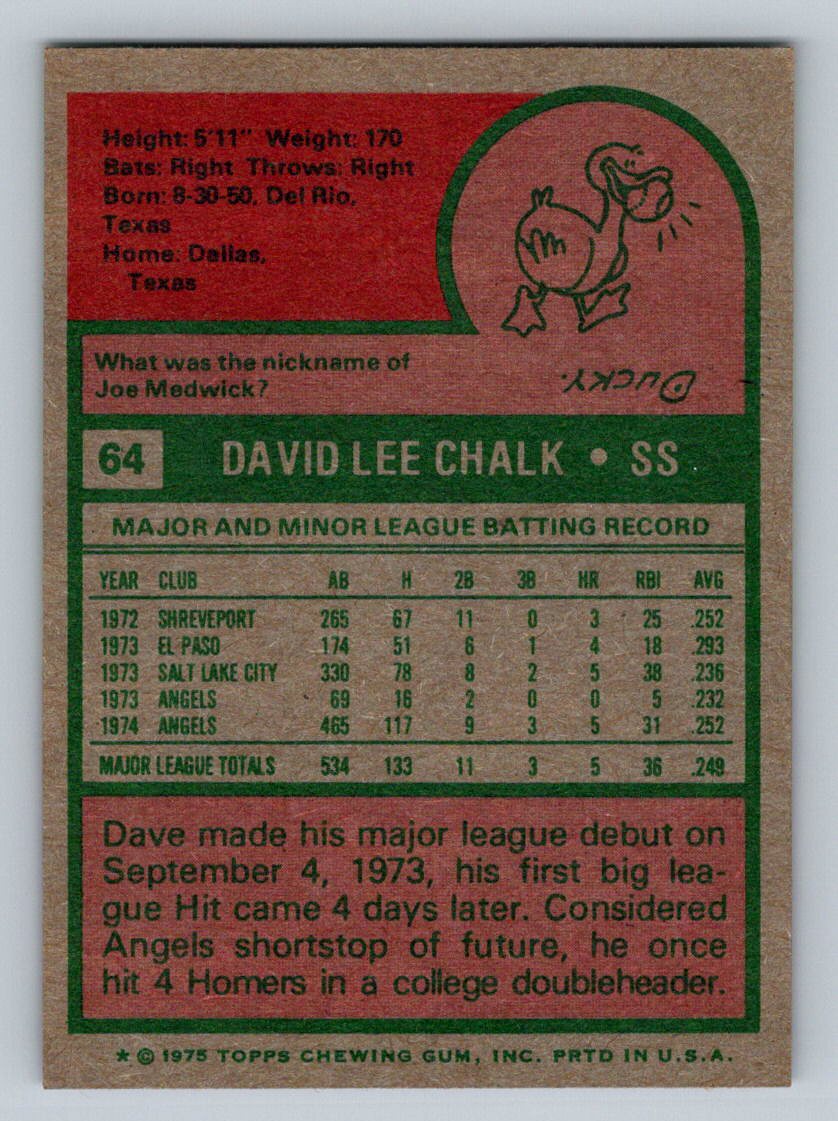 Height: 5'11" Weight: 170
Bats: Right Throws: Right
Born: 8-30-50, Del Rio,
Texas
Home: Dallas,
Texas
What was the nickname of
Joe Medwick?
DUCKY.
64 DAVID LEE CHALK • SS
MAJOR AND MINOR LEAGUE BATTING RECORD
YEAR CLUB AB H 2B 3B HR RBI AVG
1972 SHREVEPORT 265 67 11 0 3 25 .252
1973 EL PASO 174 51 6 1 4 18 .293
1973 SALT LAKE CITY 330 78 8 2 5 38 .236
1973 ANGELS 69 16 2 0 0 5 .232
1974 ANGELS 465 117 9 3 5 31 .252
MAJOR LEAGUE TOTALS 534 133 11 3 5 36 .249
Dave made his major league debut on
September 4, 1973, his first big lea-
gue Hit came 4 days later. Considered
Angels shortstop of future, he once
hit 4 Homers in a college doubleheader.
* © 1975 TOPPS CHEWING GUM, INC. PRTD IN U.S.A.